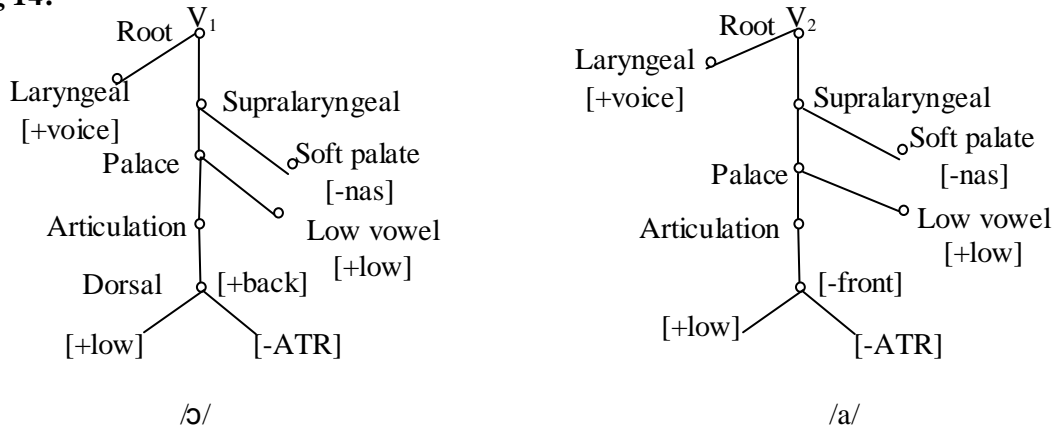 g 14:
V1
V2
Root
Root
Laryngeal
[+voice]
Laryngeal
[+voice]
Supralaryngeal
Supralaryngeal
Soft palate
[-nas]
Soft palate
[-nas]
Palace
Palace
Articulation
Low vowel
[+low]
Articulation
Low vowel
[+low]
Dorsal
[+back]
[-front]
[+low]
[-ATR]
[+low]
[-ATR]
/ɔ/
/a/